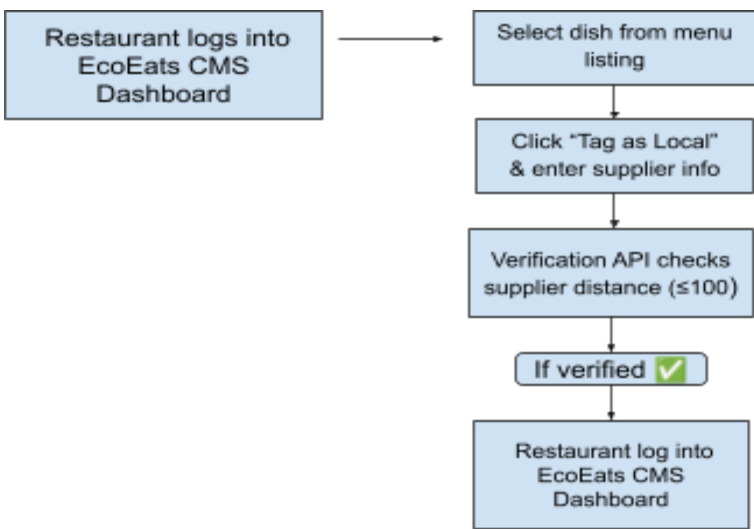 Restaurant logs into
EcoEats CMS
Dashboard
Select dish from menu
listing
Click “Tag as Local”
& enter supplier info
Verification API checks
supplier distance (≤100)
If verified ✅
Restaurant log into
EcoEats CMS
Dashboard